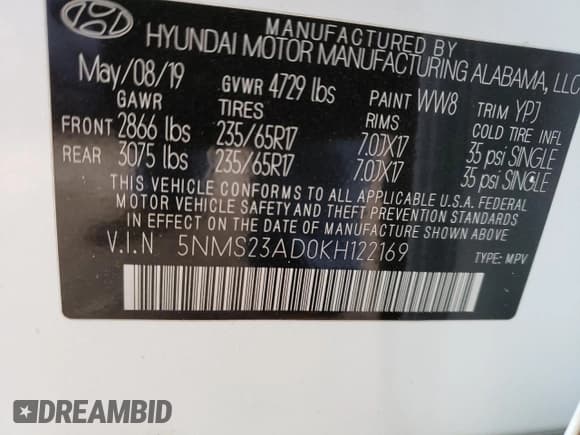 MANUFACTURED BY
HYUNDAI MOTOR MANUFACTURING ALABAMA, LLC
May/08/19 GVWR 4729 lbs PAINT WW8 TRIM YPJ
GAWR TIRES RIMS COLD TIRE INFL
FRONT 2866 lbs 235/65R17 7.0JX17 35 psi SINGLE
REAR 3075 lbs 235/65R17 7.0JX17 35 psi SINGLE
THIS VEHICLE CONFORMS TO ALL APPLICABLE U.S.A. FEDERAL
MOTOR VEHICLE SAFETY AND THEFT PREVENTION STANDARDS
IN EFFECT ON THE DATE OF MANUFACTURE SHOWN ABOVE.
V.I.N 5NMS23AD0KH122169 TYPE: MPV
DREAMBID